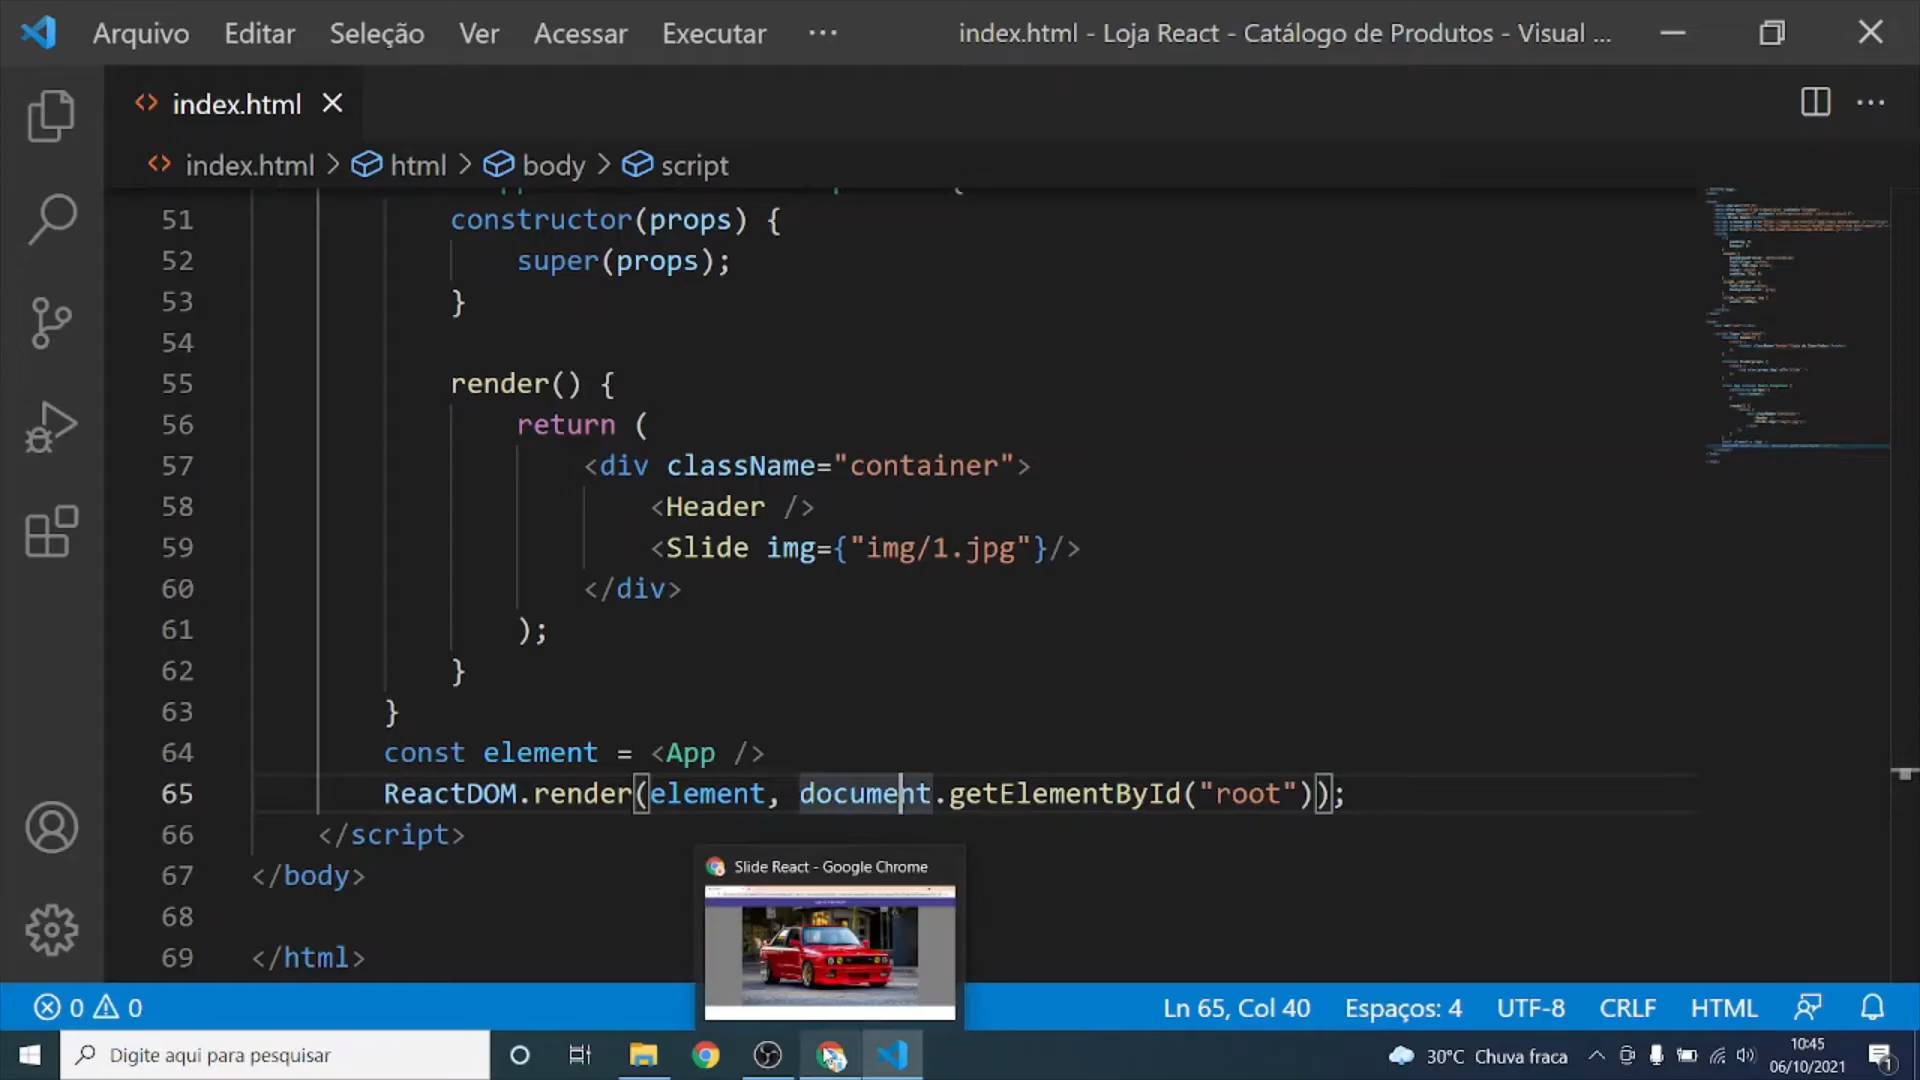 Arquivo Editar Seleção Ver Acessar Executar ··· index.html - Loja React - Catálogo de Produtos - Visual ...
index.html
index.html > html > body > script
51 constructor(props) {
52 super(props);
53 }
54
55 render() {
56 return (
57 <div className="container">
58 <Header />
59 <Slide img={"img/1.jpg"}/>
60 </div>
61 );
62 }
63 }
64 const element = <App />
65 ReactDOM.render(element, document.getElementById("root"));
66 </script>
67 </body>
68
69 </html>
Slide React - Google Chrome
0 0 Ln 65, Col 40 Espaços: 4 UTF-8 CRLF HTML
Digite aqui para pesquisar 30°C Chuva fraca 10:45
06/10/2021 1